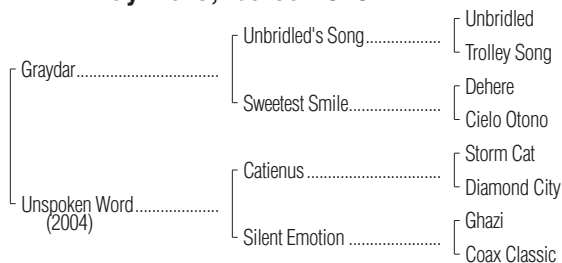 Unbridled
Unbridled's Song
Trolley Song
Graydar
Dehere
Sweetest Smile
Cielo Otono
Storm Cat
Catienus
Diamond City
Unspoken Word
(2004)
Ghazi
Silent Emotion
Coax Classic